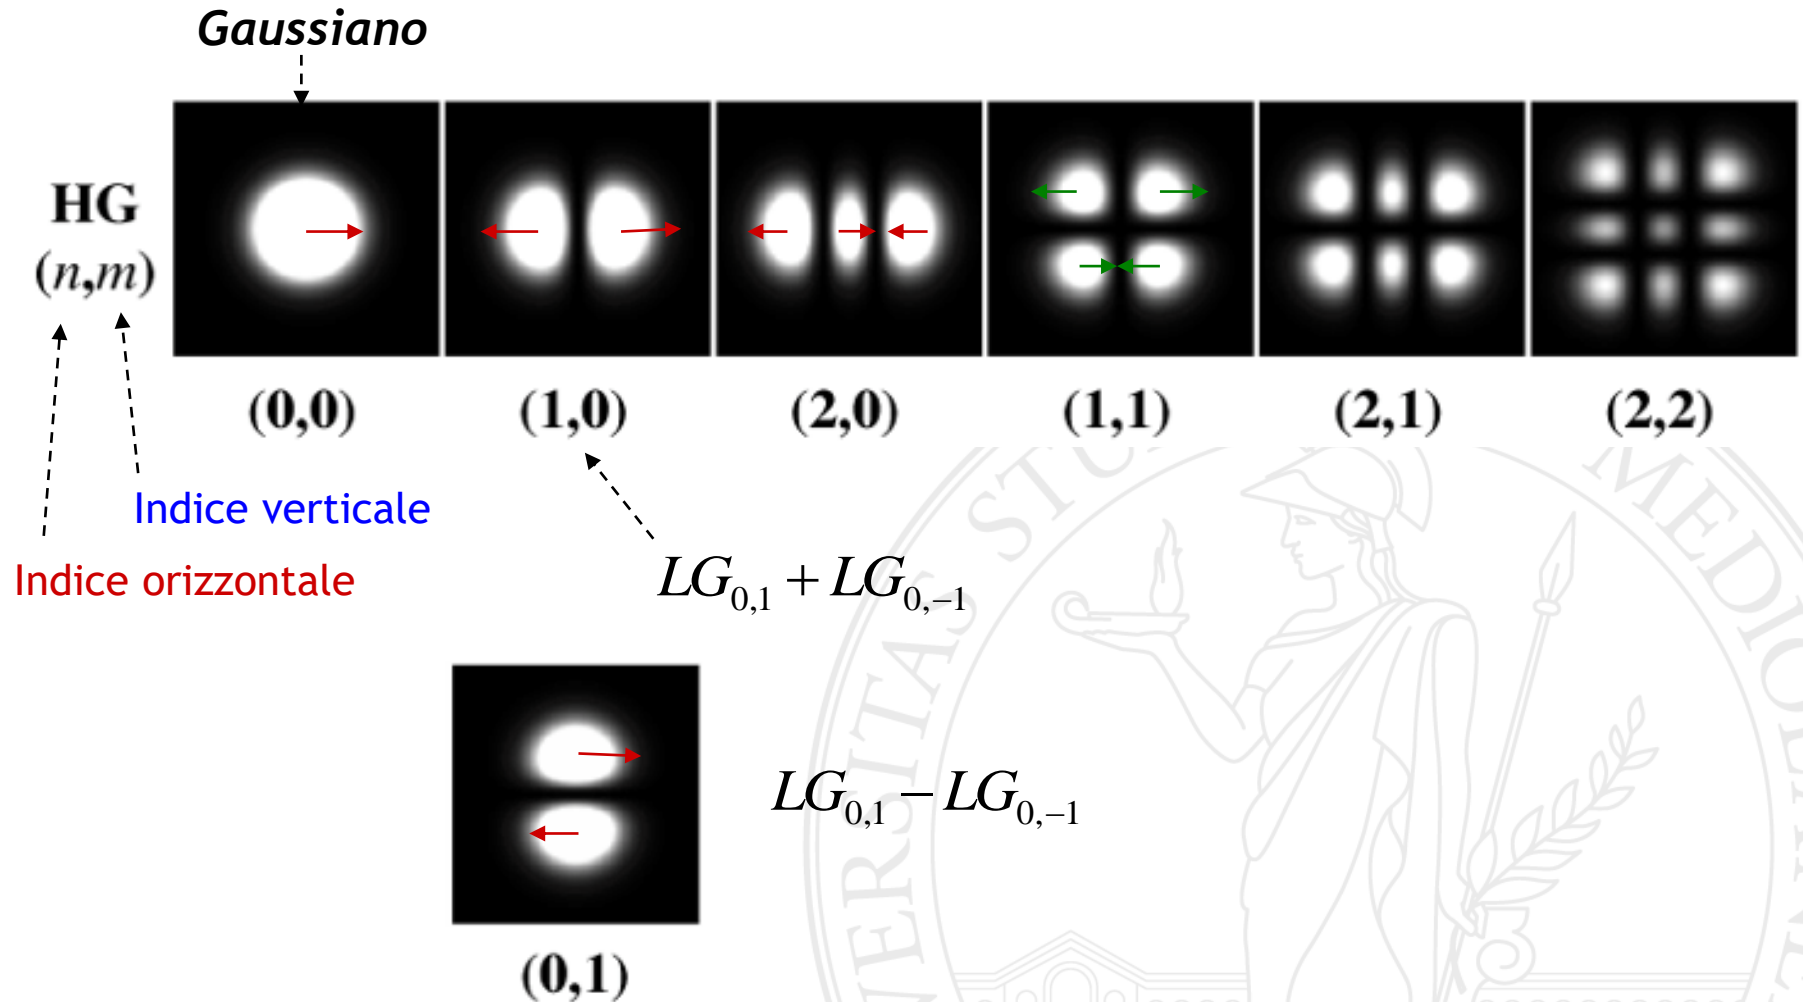 Gaussiano
HG
(n,m)
(0,0)
(1,0)
(2,0)
(1,1)
(2,1)
(2,2)
Indice verticale
Indice orizzontale
LG₀,₁ + LG₀,₋₁
LG₀,₁ − LG₀,₋₁
(0,1)